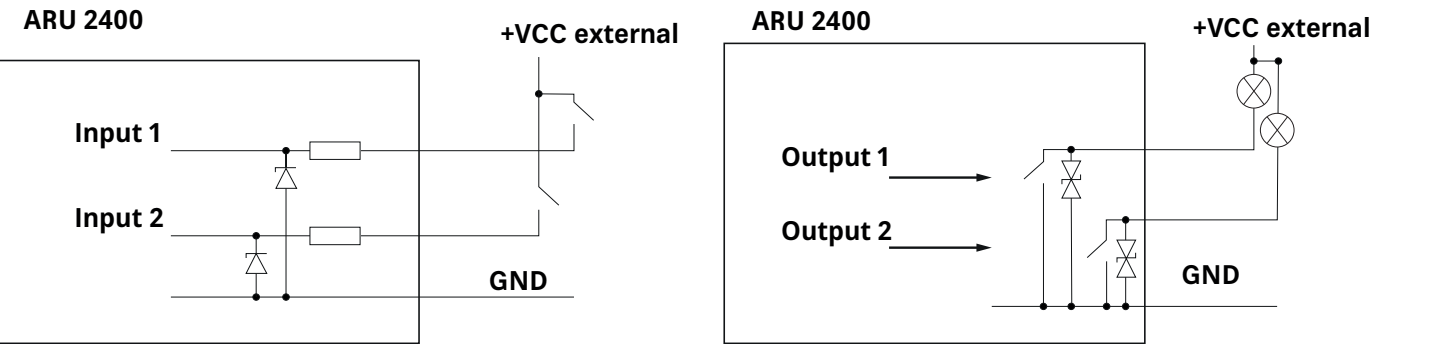 ARU 2400
+VCC external
Input 1
Input 2
GND
ARU 2400
+VCC external
Output 1
Output 2
GND